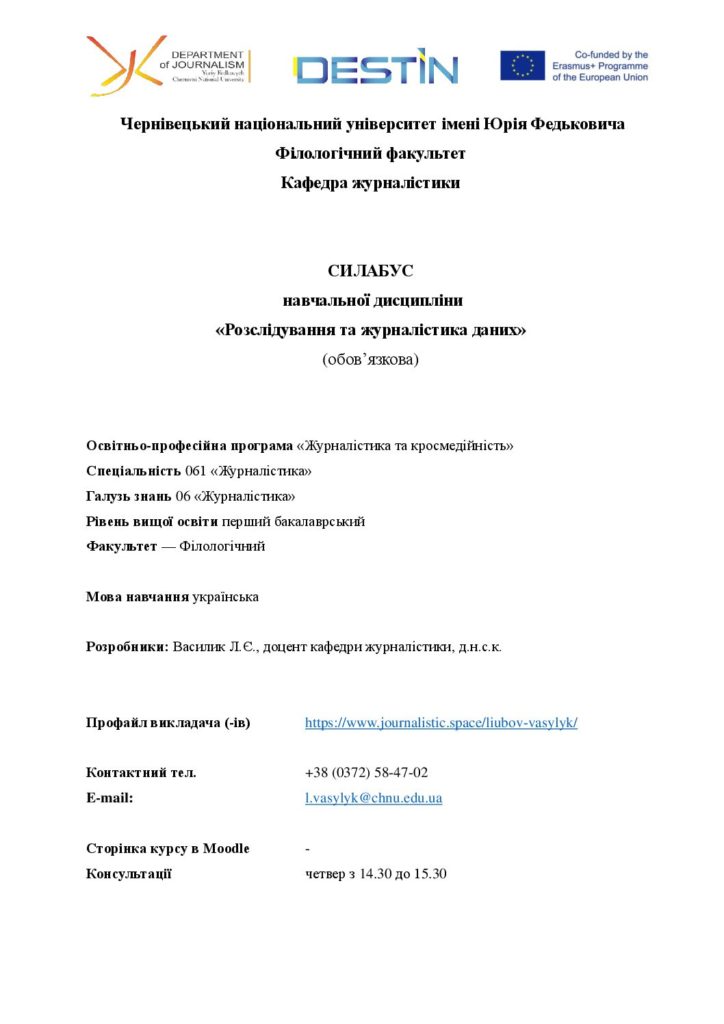 DEPARTMENT
of JOURNALISM
Yuriy Fedkovych
Chernivtsi National University
DESTIN
Co-funded by the
Erasmus+ Programme
of the European Union
Чернівецький національний університет імені Юрія Федьковича
Філологічний факультет
Кафедра журналістики
СИЛАБУС
навчальної дисципліни
«Розслідування та журналістика даних»
(обов’язкова)
Освітньо-професійна програма «Журналістика та кросмедійність»
Спеціальність 061 «Журналістика»
Галузь знань 06 «Журналістика»
Рівень вищої освіти перший бакалаврський
Факультет — Філологічний
Мова навчання українська
Розробники: Василик Л.Є., доцент кафедри журналістики, д.н.с.к.
Профайл викладача (-ів) https://www.journalistic.space/liubov-vasylyk/
Контактний тел. +38 (0372) 58-47-02
E-mail: l.vasylyk@chnu.edu.ua
Сторінка курсу в Moodle -
Консультації четвер з 14.30 до 15.30